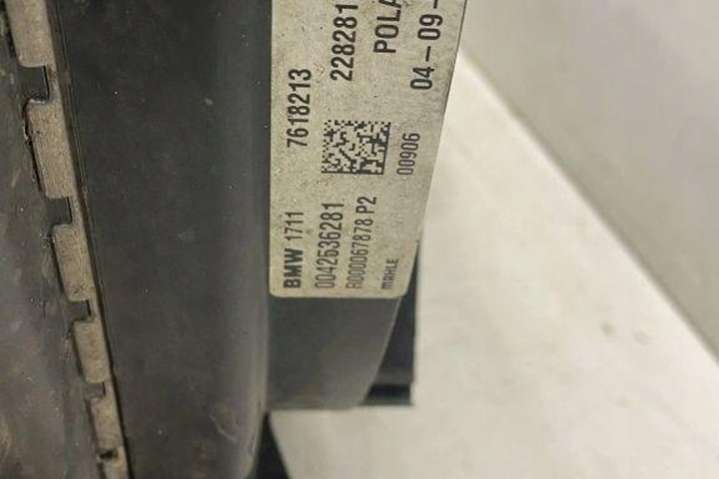 BMW 1711 7618213
0042636281 228281
R000067878 P2 POLA
MAHLE 00906 04-09-